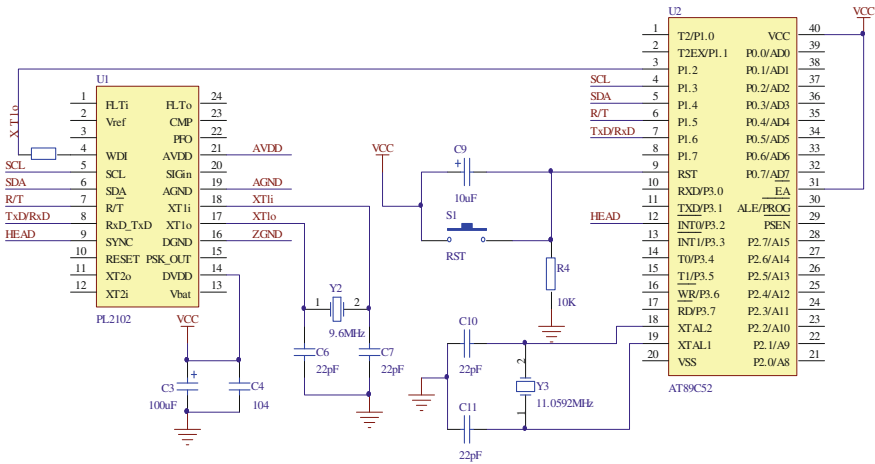 U1
1 FLTi FLTo 24
2 Vref CMP 23
3 PFO 22
4 WDI AVDD 21 AVDD
SCL 5 SCL SIGin 20
SDA 6 SDA AGND 19 AGND
R/T 7 R/T XT1i 18 XT1i
TxD/RxD 8 RxD_TxD XT1o 17 XT1o
HEAD 9 SYNC DGND 16 ZGND
10 RESET PSK_OUT 15
11 XT2o DVDD 14
12 XT2i Vbat 13
PL2102
XT1o
VCC
C3
+
100uF
C4
104
Y2
1 2
9.6MHz
C6
22pF
C7
22pF
VCC
C9
+
10uF
S1
RST
R4
10K
C10
22pF
C11
22pF
2
Y3
1
11.0592MHz
U2
VCC
1 T2/P1.0 VCC 40
2 T2EX/P1.1 P0.0/AD0 39
3 P1.2 P0.1/AD1 38
SCL 4 P1.3 P0.2/AD2 37
SDA 5 P1.4 P0.3/AD3 36
R/T 6 P1.5 P0.4/AD4 35
TxD/RxD 7 P1.6 P0.5/AD5 34
8 P1.7 P0.6/AD6 33
9 RST P0.7/AD7 32
10 RXD/P3.0 EA 31
11 TXD/P3.1 ALE/PROG 30
HEAD 12 INT0/P3.2 PSEN 29
13 INT1/P3.3 P2.7/A15 28
14 T0/P3.4 P2.6/A14 27
15 T1/P3.5 P2.5/A13 26
16 WR/P3.6 P2.4/A12 25
17 RD/P3.7 P2.3/A11 24
18 XTAL2 P2.2/A10 23
19 XTAL1 P2.1/A9 22
20 VSS P2.0/A8 21
AT89C52